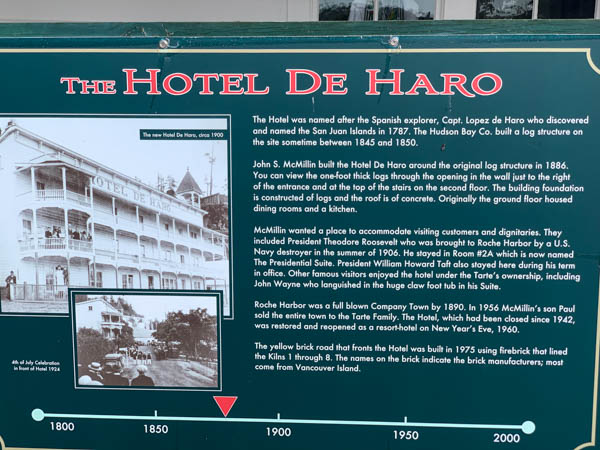 THE HOTEL DE HARO
The new Hotel De Haro, circa 1900
HOTEL DE HARO
The Hotel was named after the Spanish explorer, Capt. Lopez de Haro who discovered
and named the San Juan Islands in 1787. The Hudson Bay Co. built a log structure on
the site sometime between 1845 and 1850.
John S. McMillin built the Hotel De Haro around the original log structure in 1886.
You can view the one-foot thick logs through the opening in the wall just to the right
of the entrance and at the top of the stairs on the second floor. The building foundation
is constructed of logs and the roof is of concrete. Originally the ground floor housed
dining rooms and a kitchen.
McMillin wanted a place to accommodate visiting customers and dignitaries. They
included President Theodore Roosevelt who was brought to Roche Harbor by a U.S.
Navy destroyer in the summer of 1906. He stayed in Room #2A which is now named
The Presidential Suite. President William Howard Taft also stayed here during his term
in office. Other famous visitors enjoyed the hotel under the Tarte's ownership, including
John Wayne who languished in the huge claw foot tub in his Suite.
Roche Harbor was a full blown Company Town by 1890. In 1956 McMillin's son Paul
sold the entire town to the Tarte Family. The Hotel, which had been closed since 1942,
was restored and reopened as a resort-hotel on New Year's Eve, 1960.
The yellow brick road that fronts the Hotel was built in 1975 using firebrick that lined
the Kilns 1 through 8. The names on the brick indicate the brick manufacturers; most
come from Vancouver Island.
4th of July Celebration
in front of Hotel 1924
1800 1850 1900 1950 2000